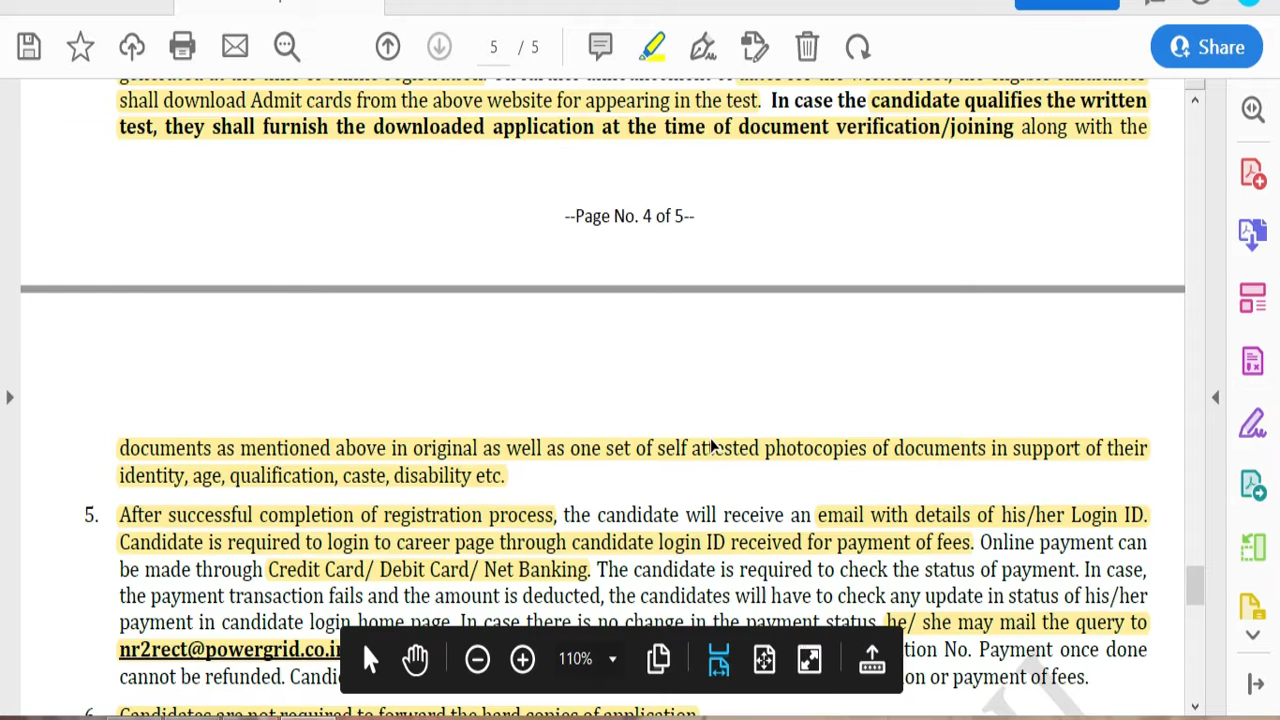 5 / 5
Share
shall download Admit cards from the above website for appearing in the test. In case the candidate qualifies the written
test, they shall furnish the downloaded application at the time of document verification/joining along with the
--Page No. 4 of 5--
documents as mentioned above in original as well as one set of self attested photocopies of documents in support of their
identity, age, qualification, caste, disability etc.
5. After successful completion of registration process, the candidate will receive an email with details of his/her Login ID.
Candidate is required to login to career page through candidate login ID received for payment of fees. Online payment can
be made through Credit Card/ Debit Card/ Net Banking. The candidate is required to check the status of payment. In case,
the payment transaction fails and the amount is deducted, the candidates will have to check any update in status of his/her
payment in candidate login home page. In case there is no change in the payment status, he/ she may mail the query to
nr2rect@powergrid.co.in No. Payment once done
cannot be refunded. on or payment of fees.
110%
6. Candidates are not required to forward the hard copies of application